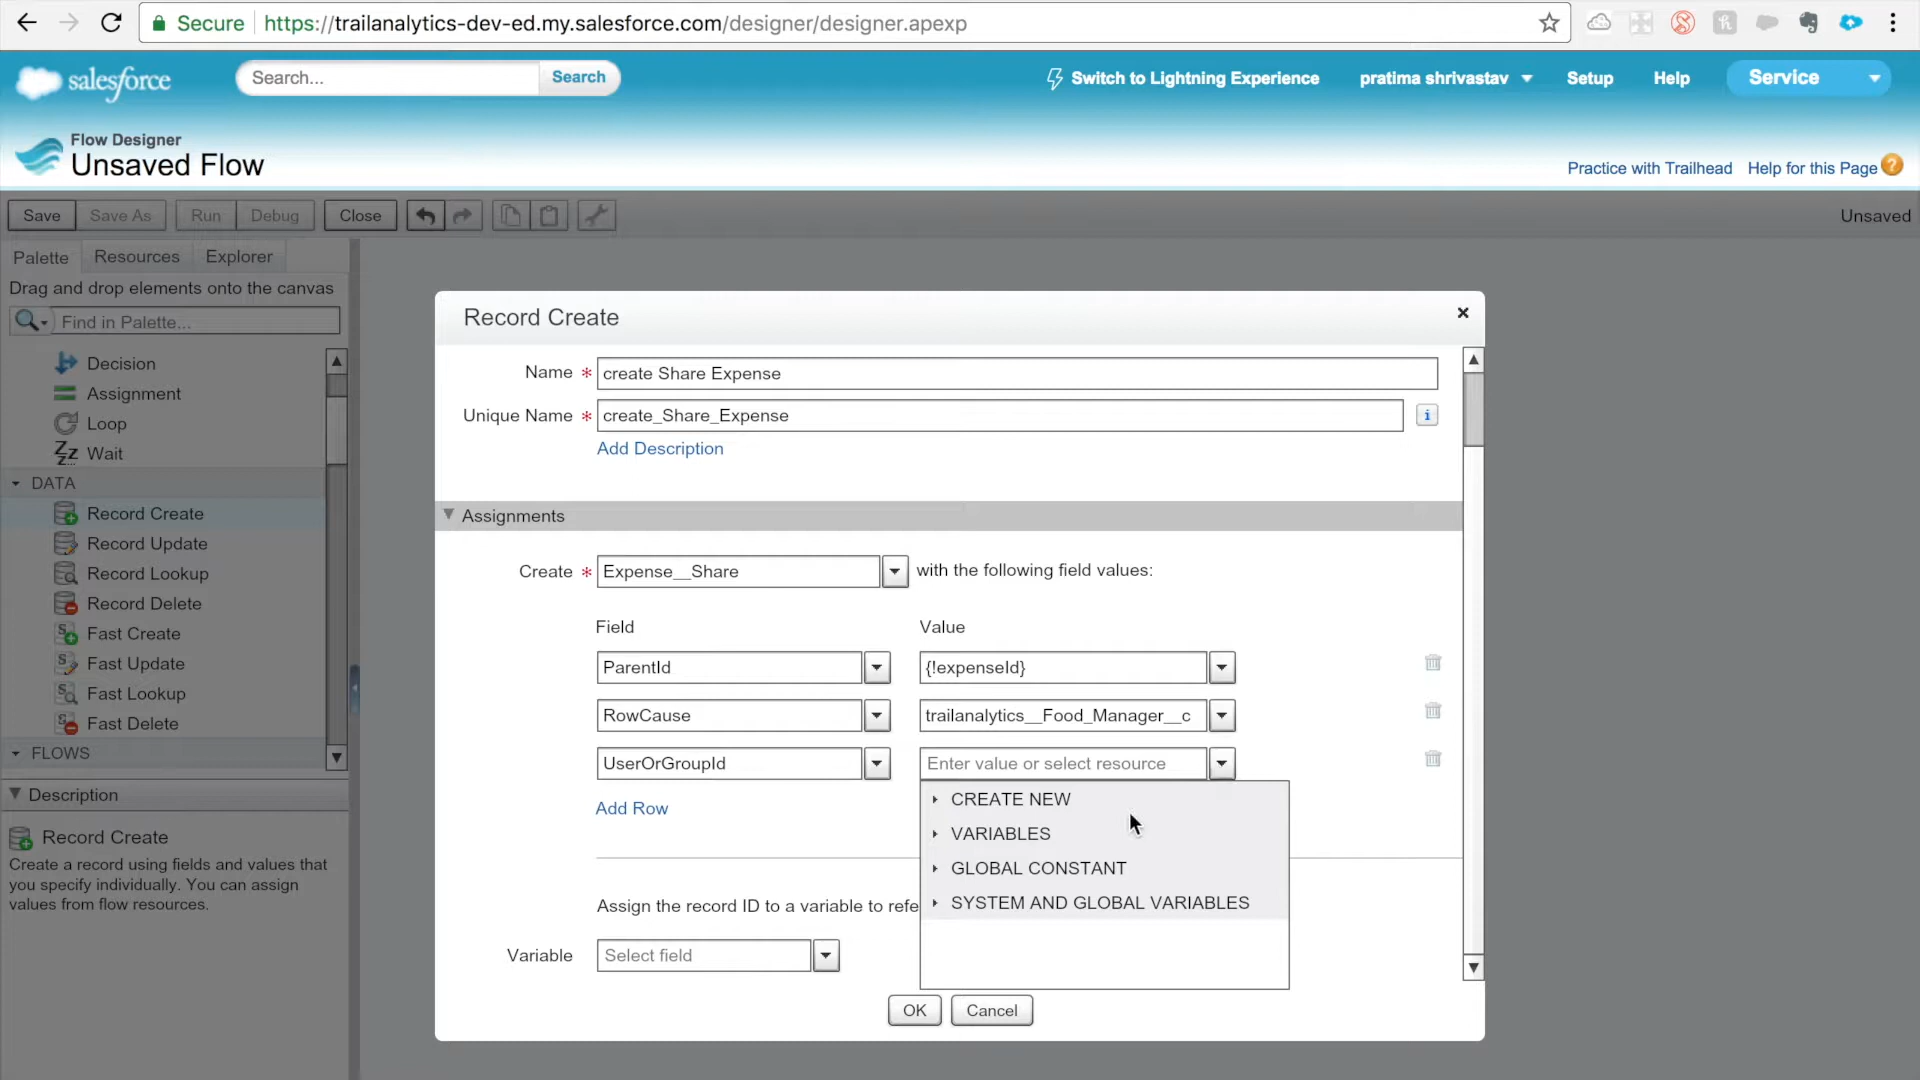 Secure https://trailanalytics-dev-ed.my.salesforce.com/designer/designer.apexp
salesforce
Search...
Search
Switch to Lightning Experience
pratima shrivastav
Setup
Help
Service
Flow Designer
Unsaved Flow
Practice with Trailhead
Help for this Page ?
Save
Save As
Run
Debug
Close
Unsaved
Palette
Resources
Explorer
Drag and drop elements onto the canvas
Find in Palette...
Decision
Assignment
Loop
Wait
DATA
Record Create
Record Update
Record Lookup
Record Delete
Fast Create
Fast Update
Fast Lookup
Fast Delete
FLOWS
Description
Record Create
Create a record using fields and values that
you specify individually. You can assign
values from flow resources.
Record Create
Name * create Share Expense
Unique Name * create_Share_Expense
Add Description
Assignments
Create * Expense__Share with the following field values:
Field Value
ParentId {!expenseId}
RowCause trailanalytics__Food_Manager__c
UserOrGroupId Enter value or select resource
Add Row
CREATE NEW
VARIABLES
GLOBAL CONSTANT
SYSTEM AND GLOBAL VARIABLES
Assign the record ID to a variable to refe
Variable Select field
OK
Cancel